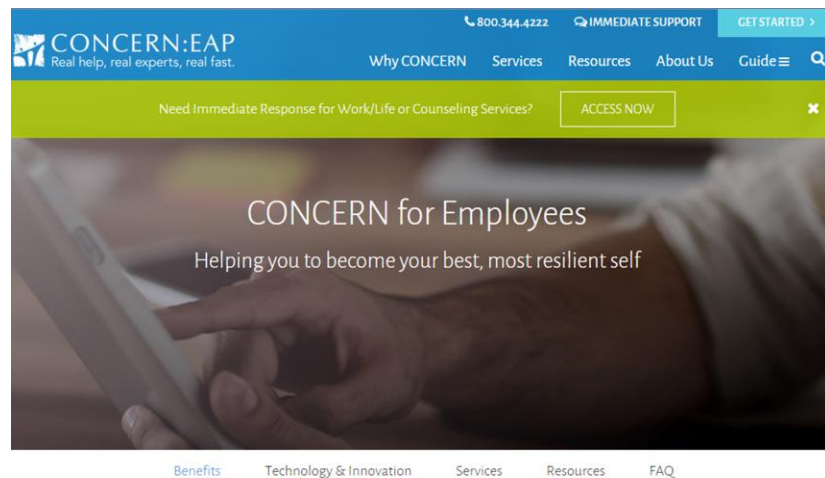 800.344.4222 IMMEDIATE SUPPORT GET STARTED >
CONCERN:EAP
Real help, real experts, real fast.
Why CONCERN Services Resources About Us Guide
Need Immediate Response for Work/Life or Counseling Services? ACCESS NOW
CONCERN for Employees
Helping you to become your best, most resilient self
Benefits Technology & Innovation Services Resources FAQ